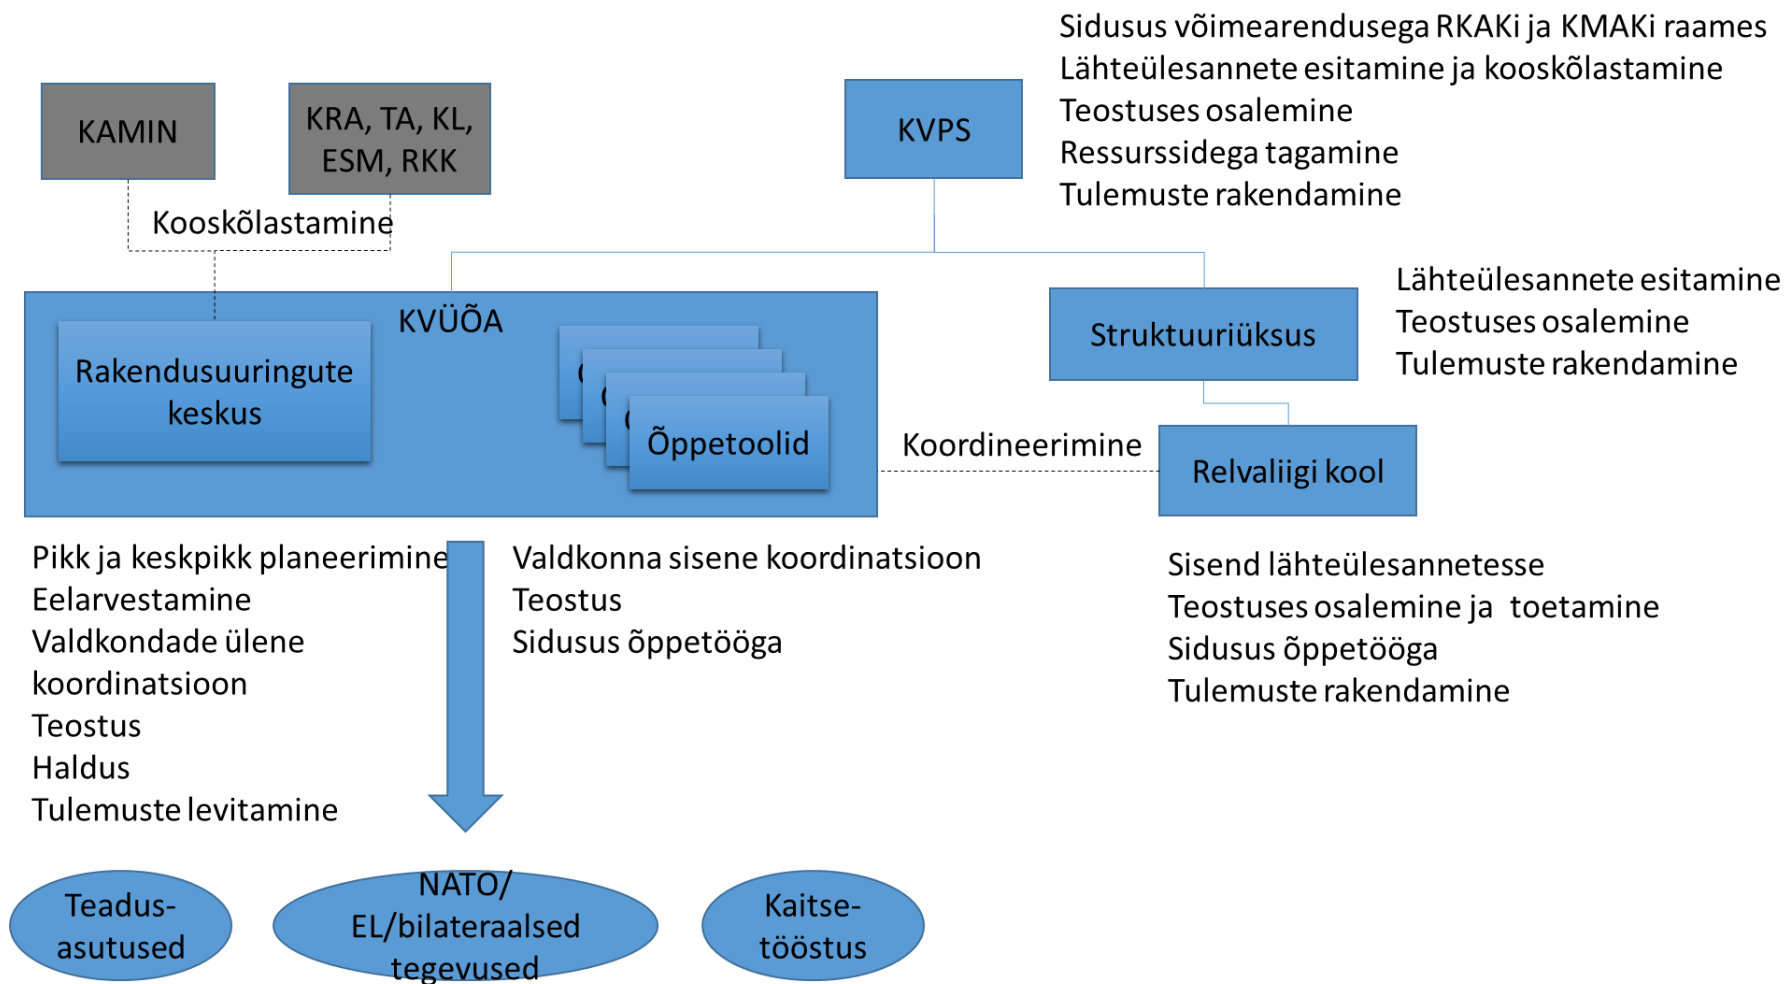 Sidusus võimearendusega RKAKi ja KMAKi raames
Lähteülesannete esitamine ja kooskõlastamine
Teostuses osalemine
Ressurssidega tagamine
Tulemuste rakendamine
KAMIN
KRA, TA, KL,
ESM, RKK
KVPS
Kooskõlastamine
KVÜÕA
Rakendusuuringute
keskus
Õppetoolid
Koordineerimine
Struktuuriüksus
Lähteülesannete esitamine
Teostuses osalemine
Tulemuste rakendamine
Relvaliigi kool
Pikk ja keskpikk planeerimine
Eelarvestamine
Valdkondade ülene
koordinatsioon
Teostus
Haldus
Tulemuste levitamine
Valdkonna sisene koordinatsioon
Teostus
Sidusus õppetööga
Sisend lähteülesannetesse
Teostuses osalemine ja toetamine
Sidusus õppetööga
Tulemuste rakendamine
Teadus-
asutused
NATO/
EL/bilateraalsed
tegevused
Kaitse-
tööstus